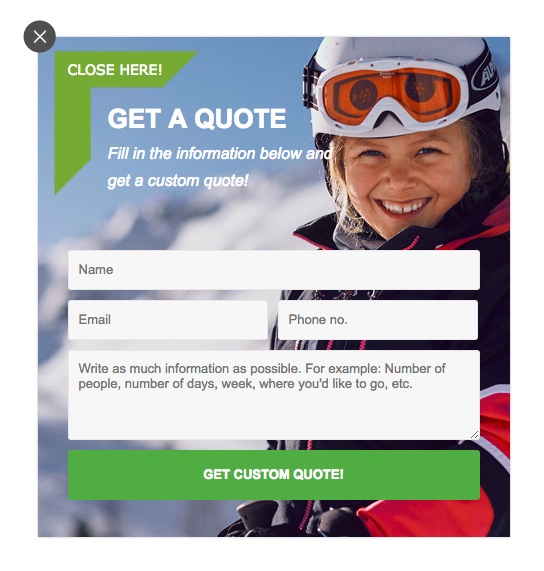 CLOSE HERE!
GET A QUOTE
Fill in the information below and
get a custom quote!
Name
Email
Phone no.
Write as much information as possible. For example: Number of
people, number of days, week, where you'd like to go, etc.
GET CUSTOM QUOTE!